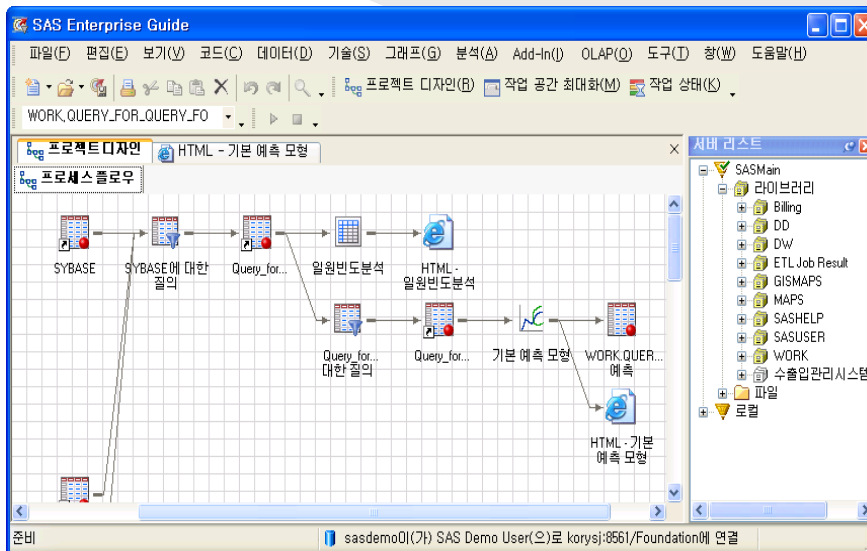 SAS Enterprise Guide
파일(F) 편집(E) 보기(V) 코드(C) 데이터(D) 기술(S) 그래프(G) 분석(A) Add-In(I) OLAP(O) 도구(T) 창(W) 도움말(H)
프로젝트 디자인(R) 작업 공간 최대화(M) 작업 상태(K)
WORK,QUERY_FOR_QUERY_FO
프로젝트디자인 HTML - 기본 예측 모형
프로세스플로우
SYBASE
SYBASE에 대한
질의
Query_for...
일원빈도분석
HTML -
일원빈도분석
Query_for...
대한 질의
Query_for...
기본 예측 모형
WORK.QUER...
예측
HTML - 기본
예측 모형
서버 리스트
SASMain
라이브러리
Billing
DD
DW
ETL Job Result
GISMAPS
MAPS
SASHELP
SASUSER
WORK
수출입관리시스템
파일
로컬
준비
sasdemo이(가) SAS Demo User(으)로 korysj:8561/Foundation에 연결